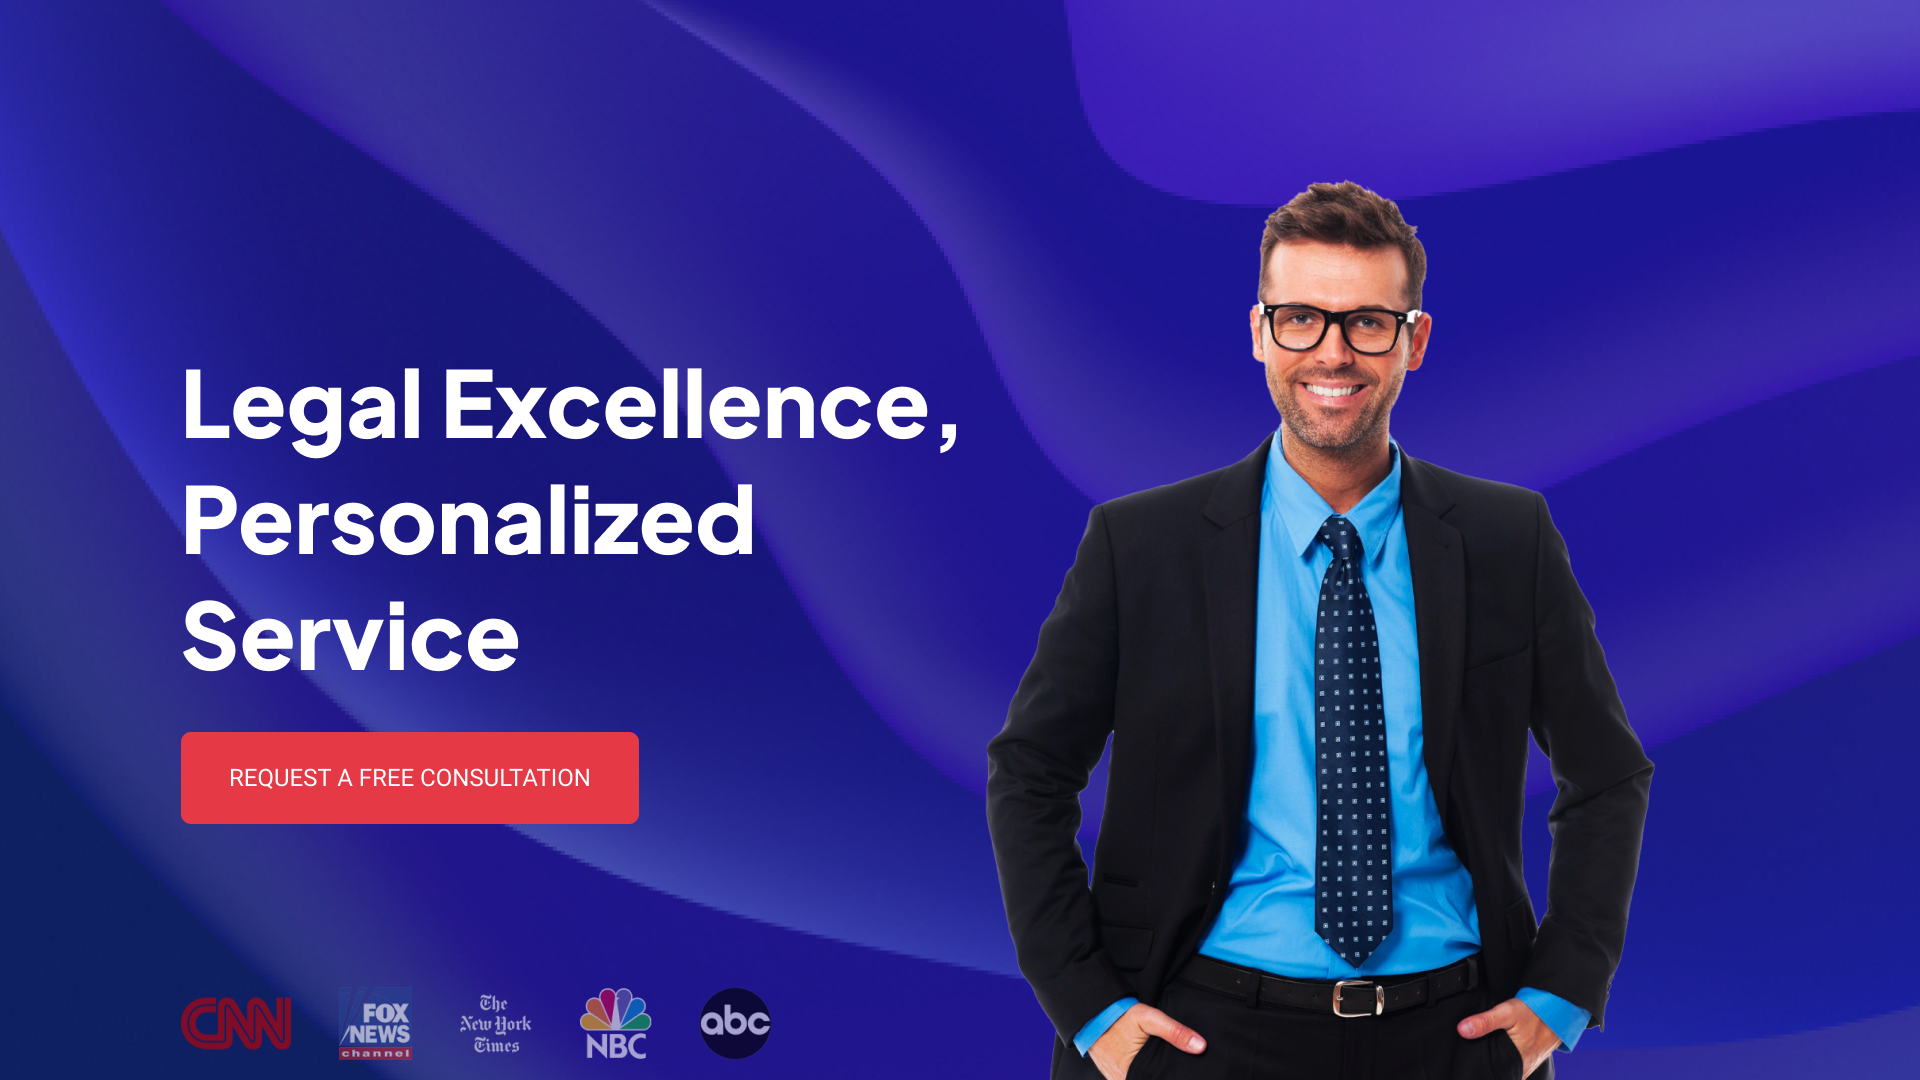 Legal Excellence,
Personalized
Service
REQUEST A FREE CONSULTATION
CNN
FOX
NEWS
channel
The
New York
Times
NBC
abc